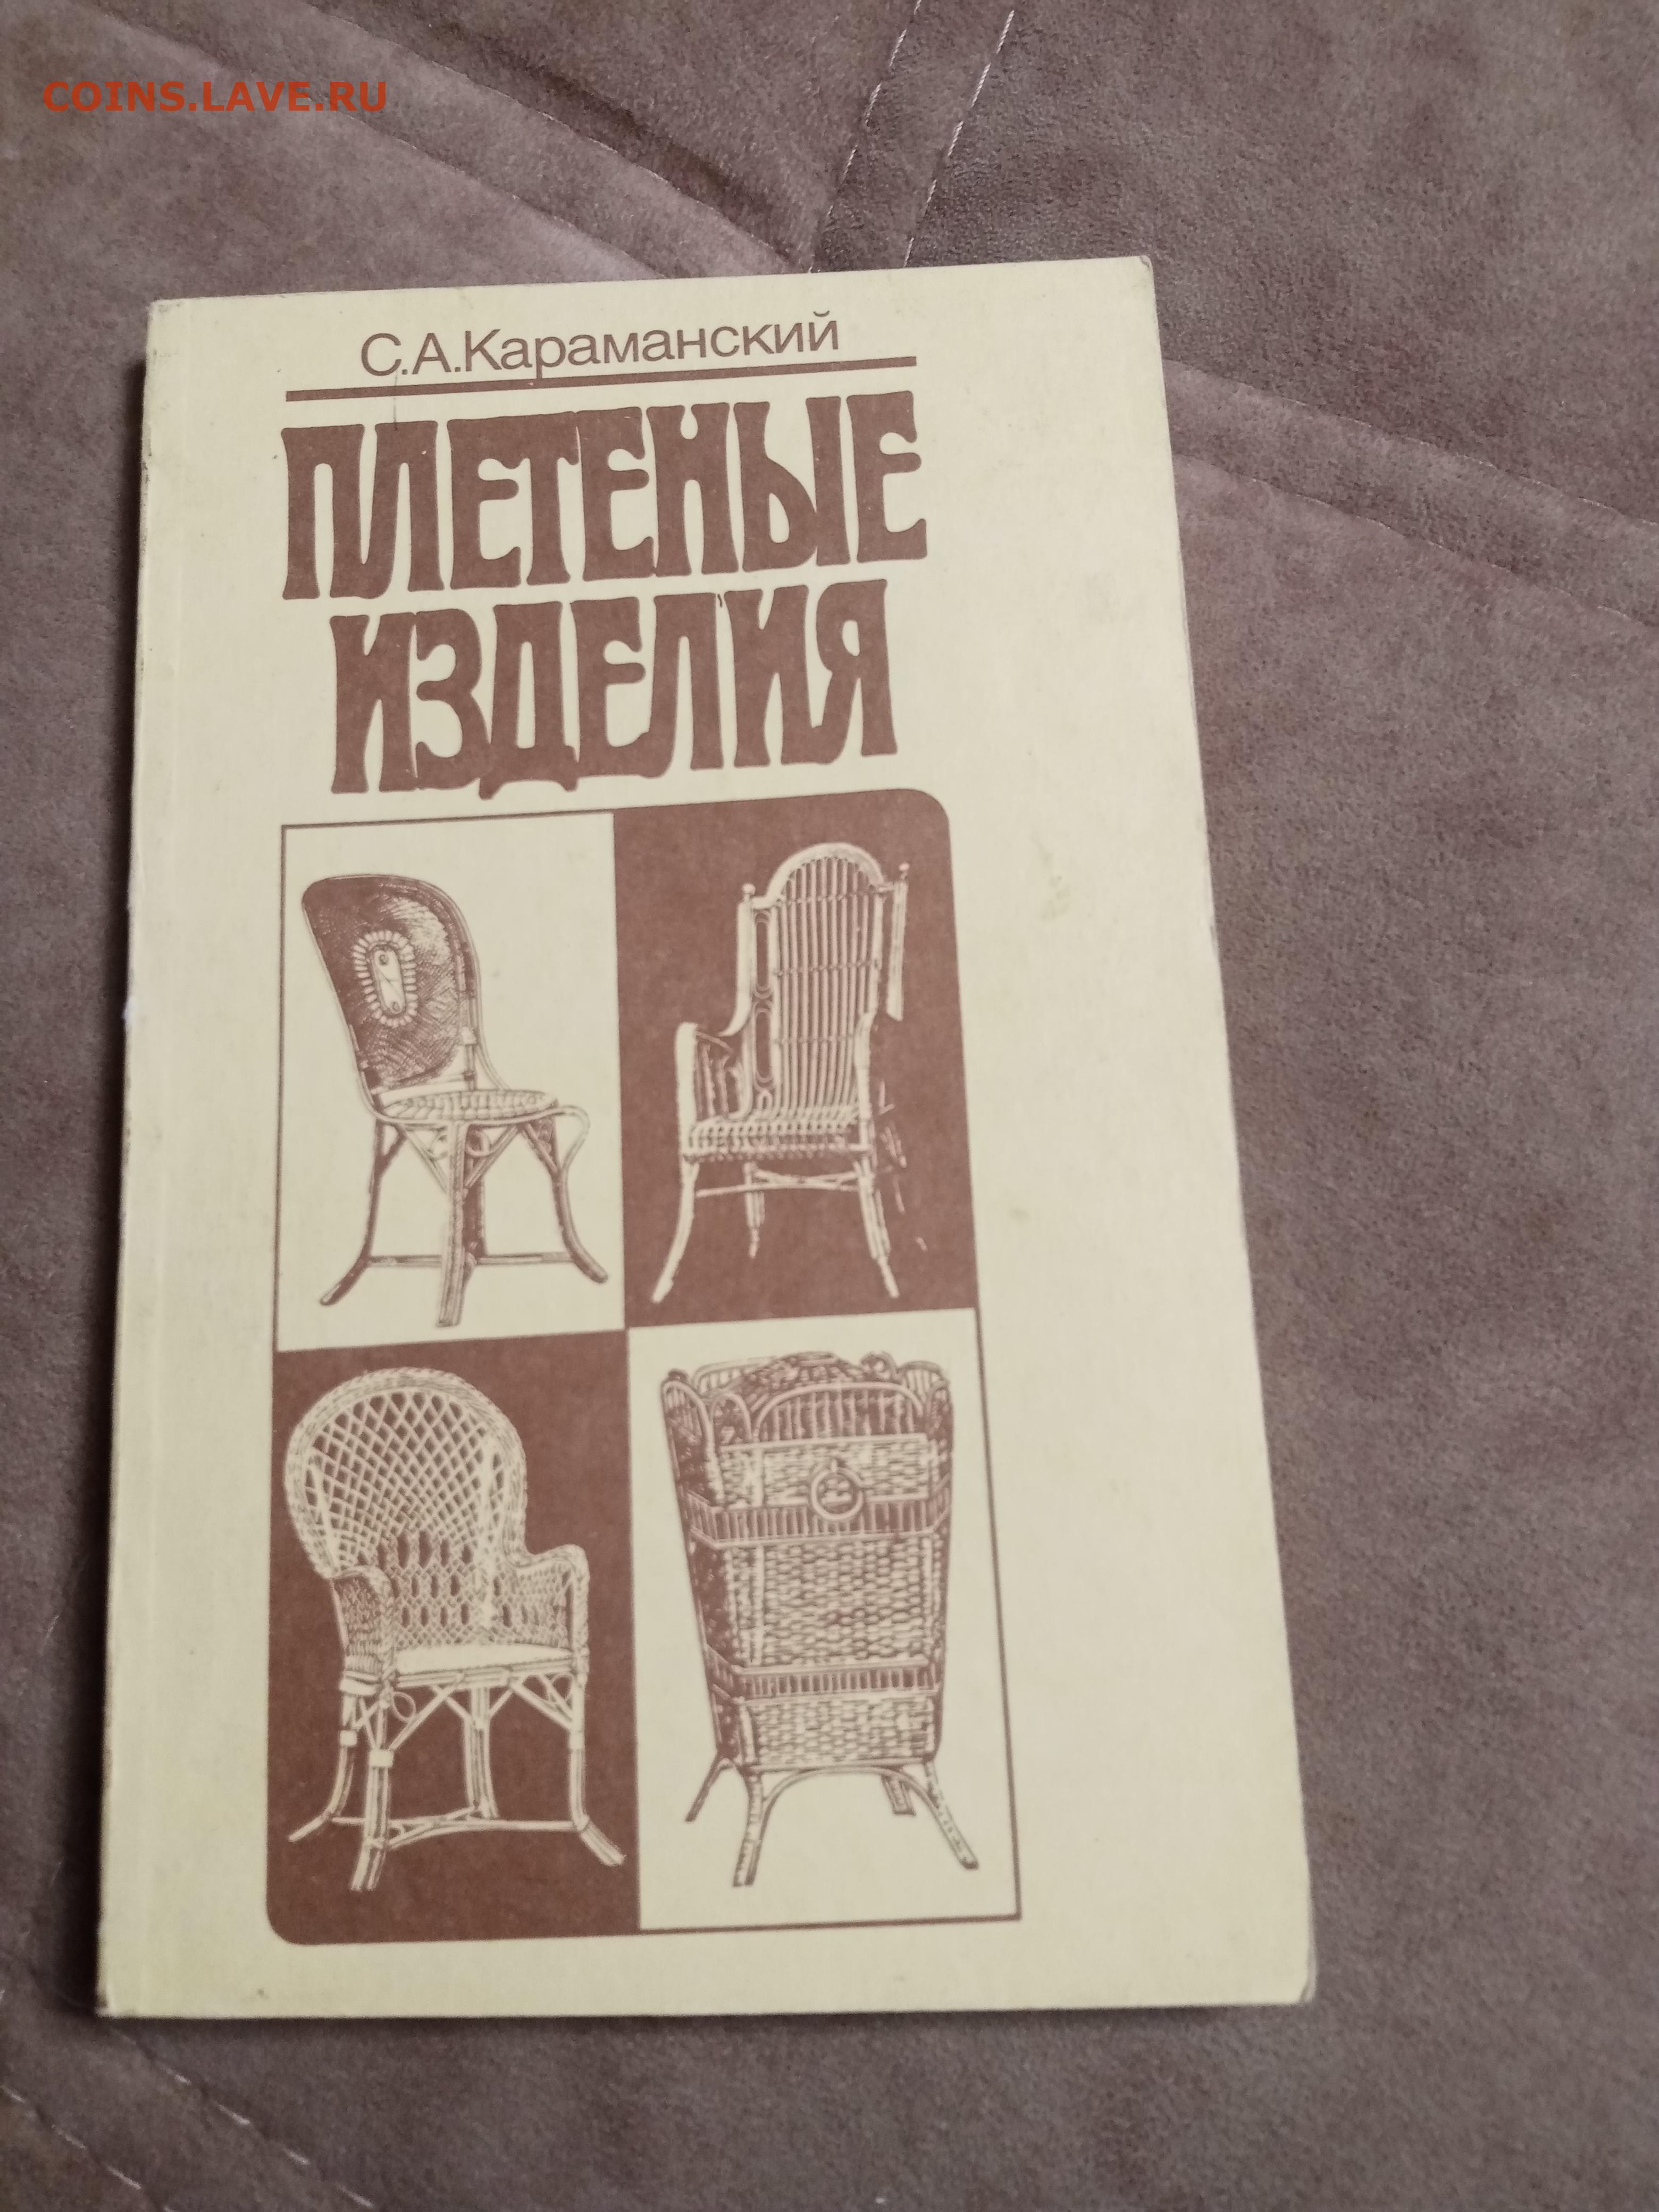 COINS.LAVE.RU
С.А.Караманский
ПЛЕТЕНЫЕ
ИЗДЕЛИЯ